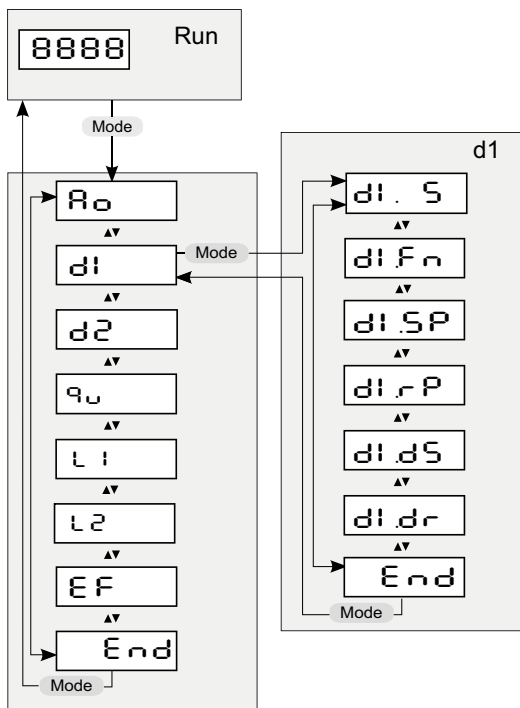 8888
Run
Mode
Ao
d1
d2
qu
L1
L2
EF
End
Mode
Mode
d1
d1. S
d1.Fn
d1.SP
d1.rP
d1.dS
d1.dr
End
Mode